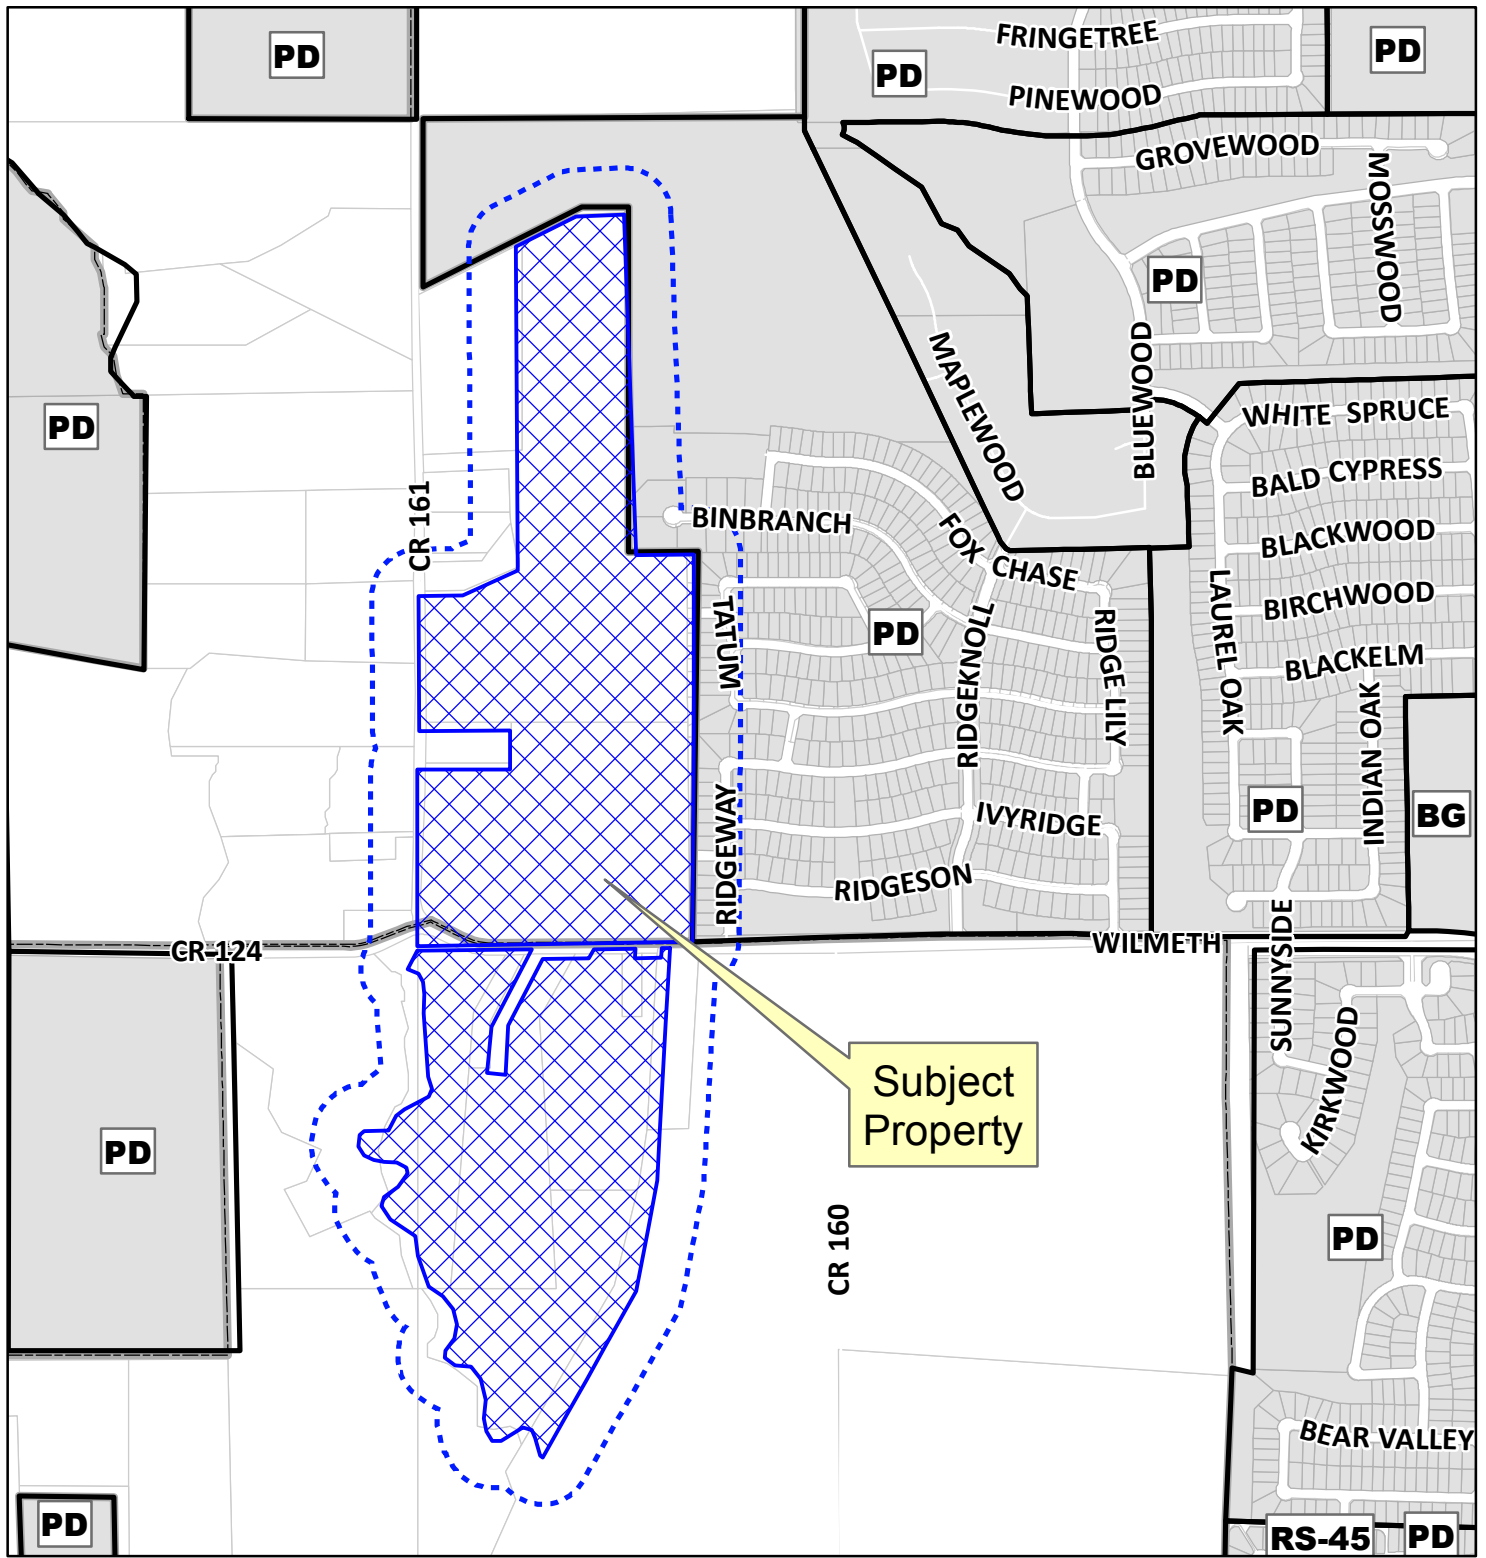 PD
FRINGETREE
PD
PD
PINEWOOD
GROVEWOOD
MOSSWOOD
PD
MAPLEWOOD
BLUEWOOD
PD
WHITE SPRUCE
BALD CYPRESS
CR 161
BINBRANCH
FOX CHASE
BLACKWOOD
LAUREL OAK
BIRCHWOOD
TATUM
PD
RIDGEKNOLL
RIDGE LILY
BLACKELM
INDIAN OAK
RIDGEWAY
IVYRIDGE
PD
BG
RIDGESON
CR 124
WILMETH
SUNNYSIDE
KIRKWOOD
Subject
Property
PD
CR 160
PD
BEAR VALLEY
PD
RS-45
PD